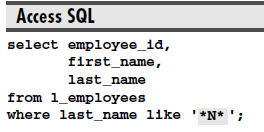 Access SQL
select employee_id,
first_name,
last_name
from l_employees
where last_name like '*N*';